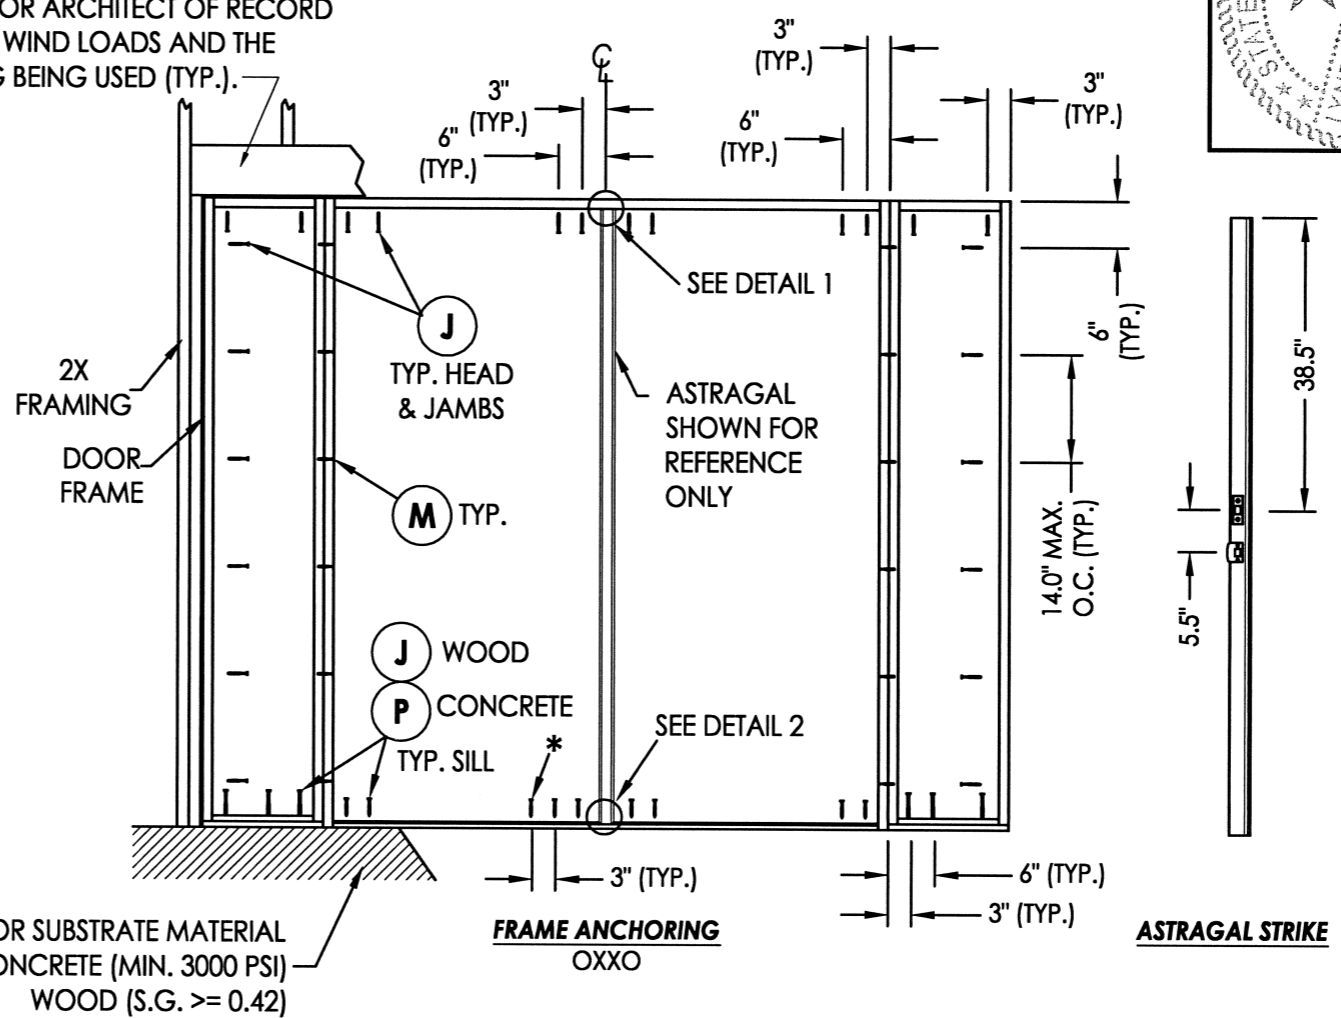 OR ARCHITECT OF RECORD
WIND LOADS AND THE
BEING USED (TYP.).
STATE
℄
3"
(TYP.)
3"
(TYP.)
6"
(TYP.)
3"
(TYP.)
6"
(TYP.)
SEE DETAIL 1
J
TYP. HEAD
& JAMBS
6"
(TYP.)
38.5"
2X
FRAMING
ASTRAGAL
SHOWN FOR
REFERENCE
ONLY
DOOR
FRAME
M TYP.
14.0" MAX.
O.C. (TYP.)
5.5"
J WOOD
P CONCRETE
TYP. SILL
*
SEE DETAIL 2
3" (TYP.)
6" (TYP.)
3" (TYP.)
FRAME ANCHORING
OXXO
ASTRAGAL STRIKE
OR SUBSTRATE MATERIAL
ONCRETE (MIN. 3000 PSI)
WOOD (S.G. >= 0.42)